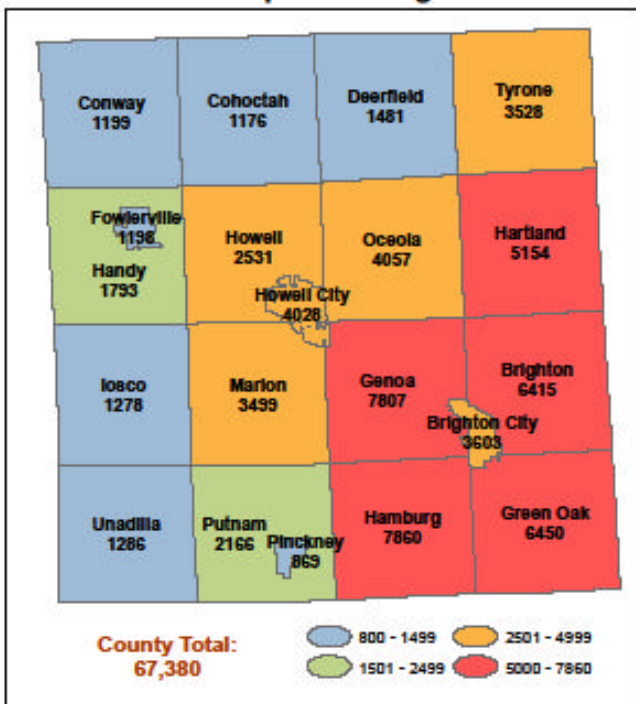 Conway
1199
Cohoctah
1176
Deerfield
1481
Tyrone
3528
Fowlerville
1198
Handy
1793
Howell
2531
Oceola
4057
Hartland
5154
Howell City
4028
Iosco
1278
Marion
3499
Genoa
7807
Brighton
6415
Brighton City
3603
Unadilla
1286
Putnam
2166
Pinckney
869
Hamburg
7860
Green Oak
6450
County Total:
67,380
800 - 1499
2501 - 4999
1501 - 2499
5000 - 7860